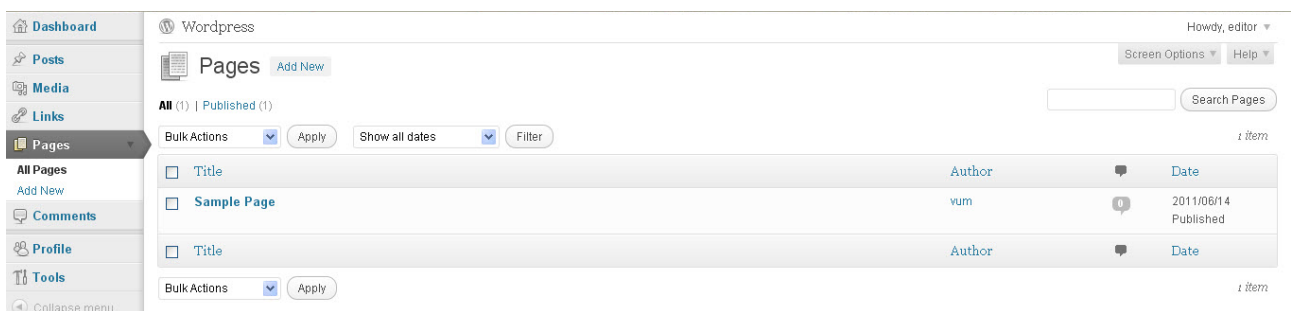 Dashboard
Posts
Media
Links
Pages
All Pages
Add New
Comments
Profile
Tools
Collapse menu
Wordpress
Howdy, editor
Screen Options Help
Pages Add New
All (1) | Published (1)
Search Pages
Bulk Actions Apply Show all dates Filter 1 item
Title Author Date
Sample Page vum 0 2011/06/14
Published
Title Author Date
Bulk Actions Apply 1 item